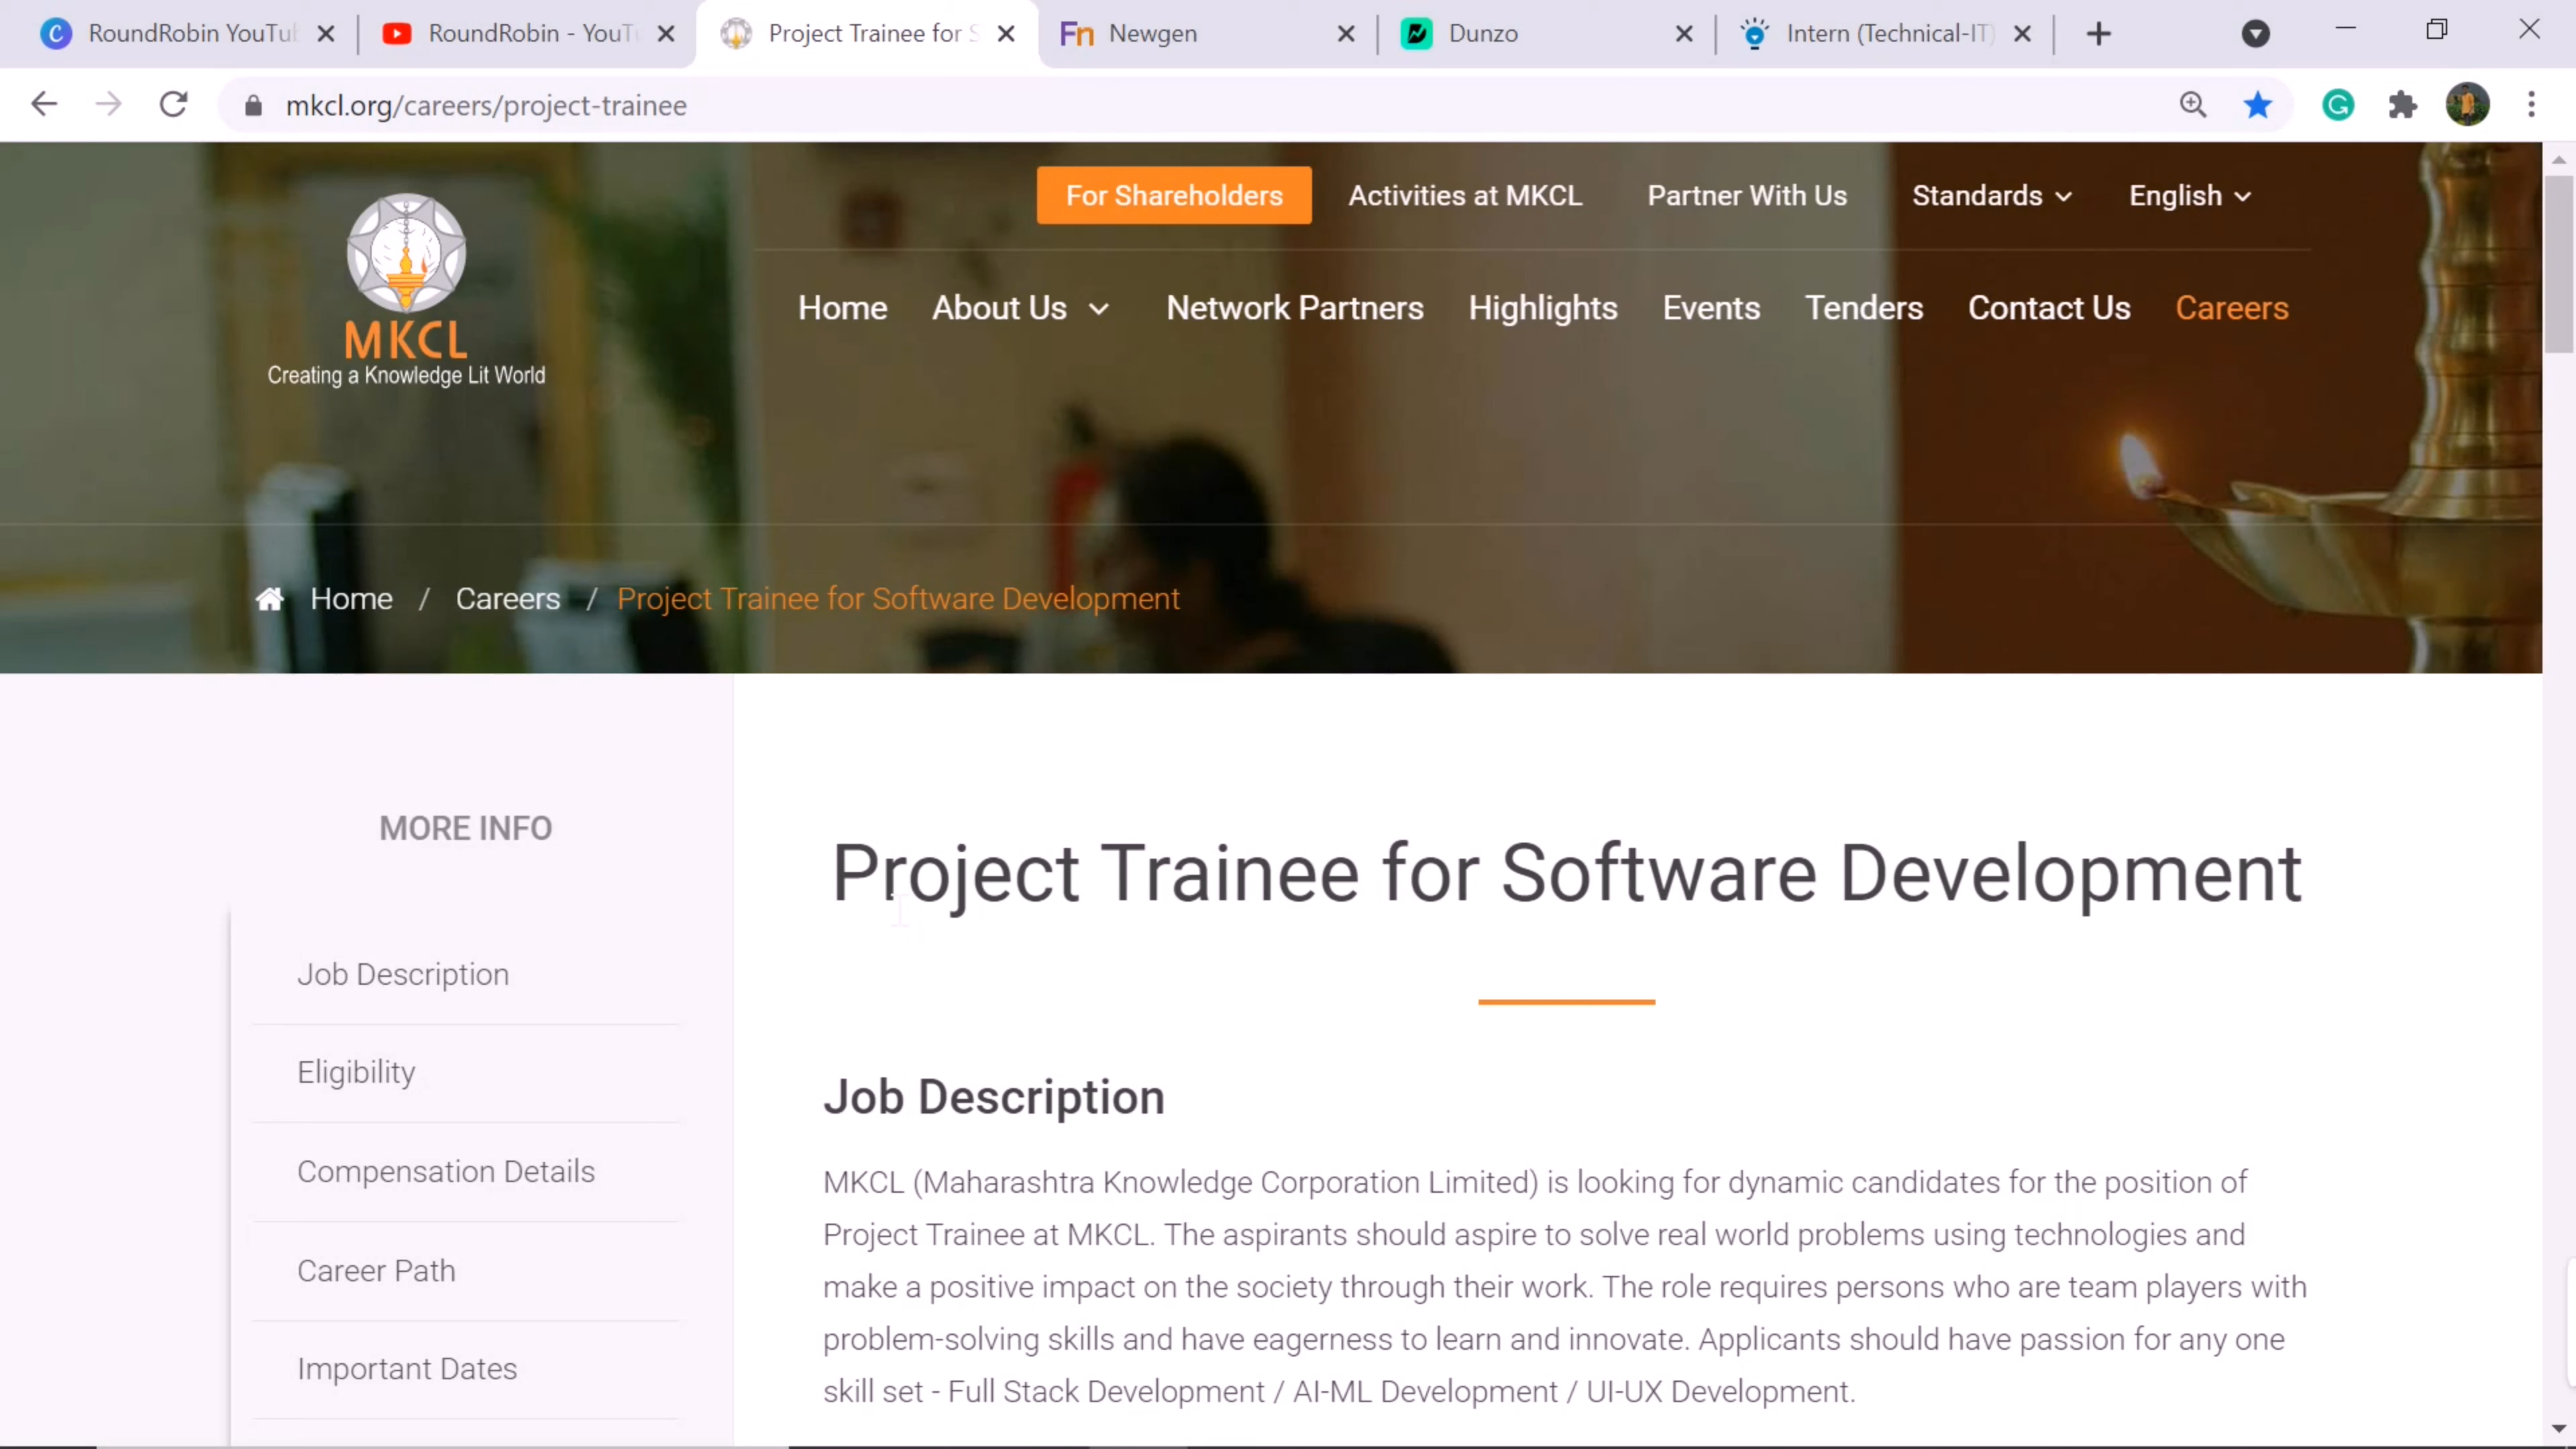 RoundRobin YouTub
RoundRobin - YouTu
Project Trainee for S
Fn Newgen
Dunzo
Intern (Technical-IT)
mkcl.org/careers/project-trainee
For Shareholders
Activities at MKCL
Partner With Us
Standards
English
MKCL
Creating a Knowledge Lit World
Home
About Us
Network Partners
Highlights
Events
Tenders
Contact Us
Careers
Home / Careers / Project Trainee for Software Development
MORE INFO
Job Description
Eligibility
Compensation Details
Career Path
Important Dates
Project Trainee for Software Development
Job Description
MKCL (Maharashtra Knowledge Corporation Limited) is looking for dynamic candidates for the position of
Project Trainee at MKCL. The aspirants should aspire to solve real world problems using technologies and
make a positive impact on the society through their work. The role requires persons who are team players with
problem-solving skills and have eagerness to learn and innovate. Applicants should have passion for any one
skill set - Full Stack Development / AI-ML Development / UI-UX Development.